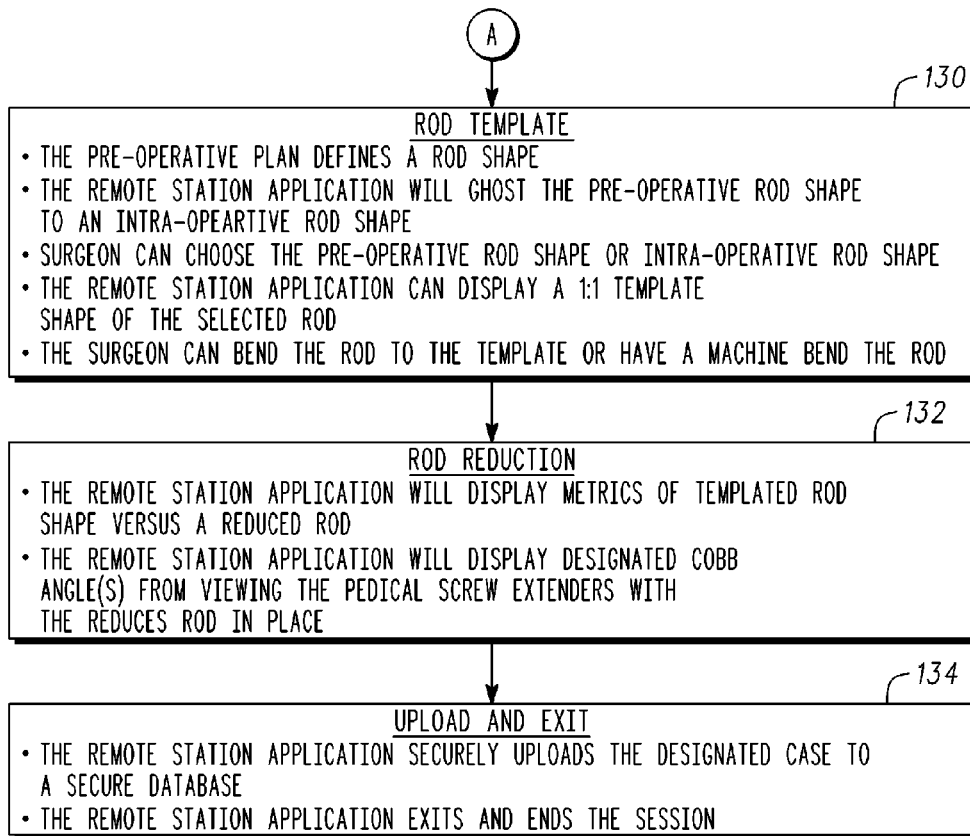 A
130
ROD TEMPLATE
• THE PRE-OPERATIVE PLAN DEFINES A ROD SHAPE
• THE REMOTE STATION APPLICATION WILL GHOST THE PRE-OPERATIVE ROD SHAPE
TO AN INTRA-OPEARTIVE ROD SHAPE
• SURGEON CAN CHOOSE THE PRE-OPERATIVE ROD SHAPE OR INTRA-OPERATIVE ROD SHAPE
• THE REMOTE STATION APPLICATION CAN DISPLAY A 1:1 TEMPLATE
SHAPE OF THE SELECTED ROD
• THE SURGEON CAN BEND THE ROD TO THE TEMPLATE OR HAVE A MACHINE BEND THE ROD
132
ROD REDUCTION
• THE REMOTE STATION APPLICATION WILL DISPLAY METRICS OF TEMPLATED ROD
SHAPE VERSUS A REDUCED ROD
• THE REMOTE STATION APPLICATION WILL DISPLAY DESIGNATED COBB
ANGLE(S) FROM VIEWING THE PEDICAL SCREW EXTENDERS WITH
THE REDUCES ROD IN PLACE
134
UPLOAD AND EXIT
• THE REMOTE STATION APPLICATION SECURELY UPLOADS THE DESIGNATED CASE TO
A SECURE DATABASE
• THE REMOTE STATION APPLICATION EXITS AND ENDS THE SESSION